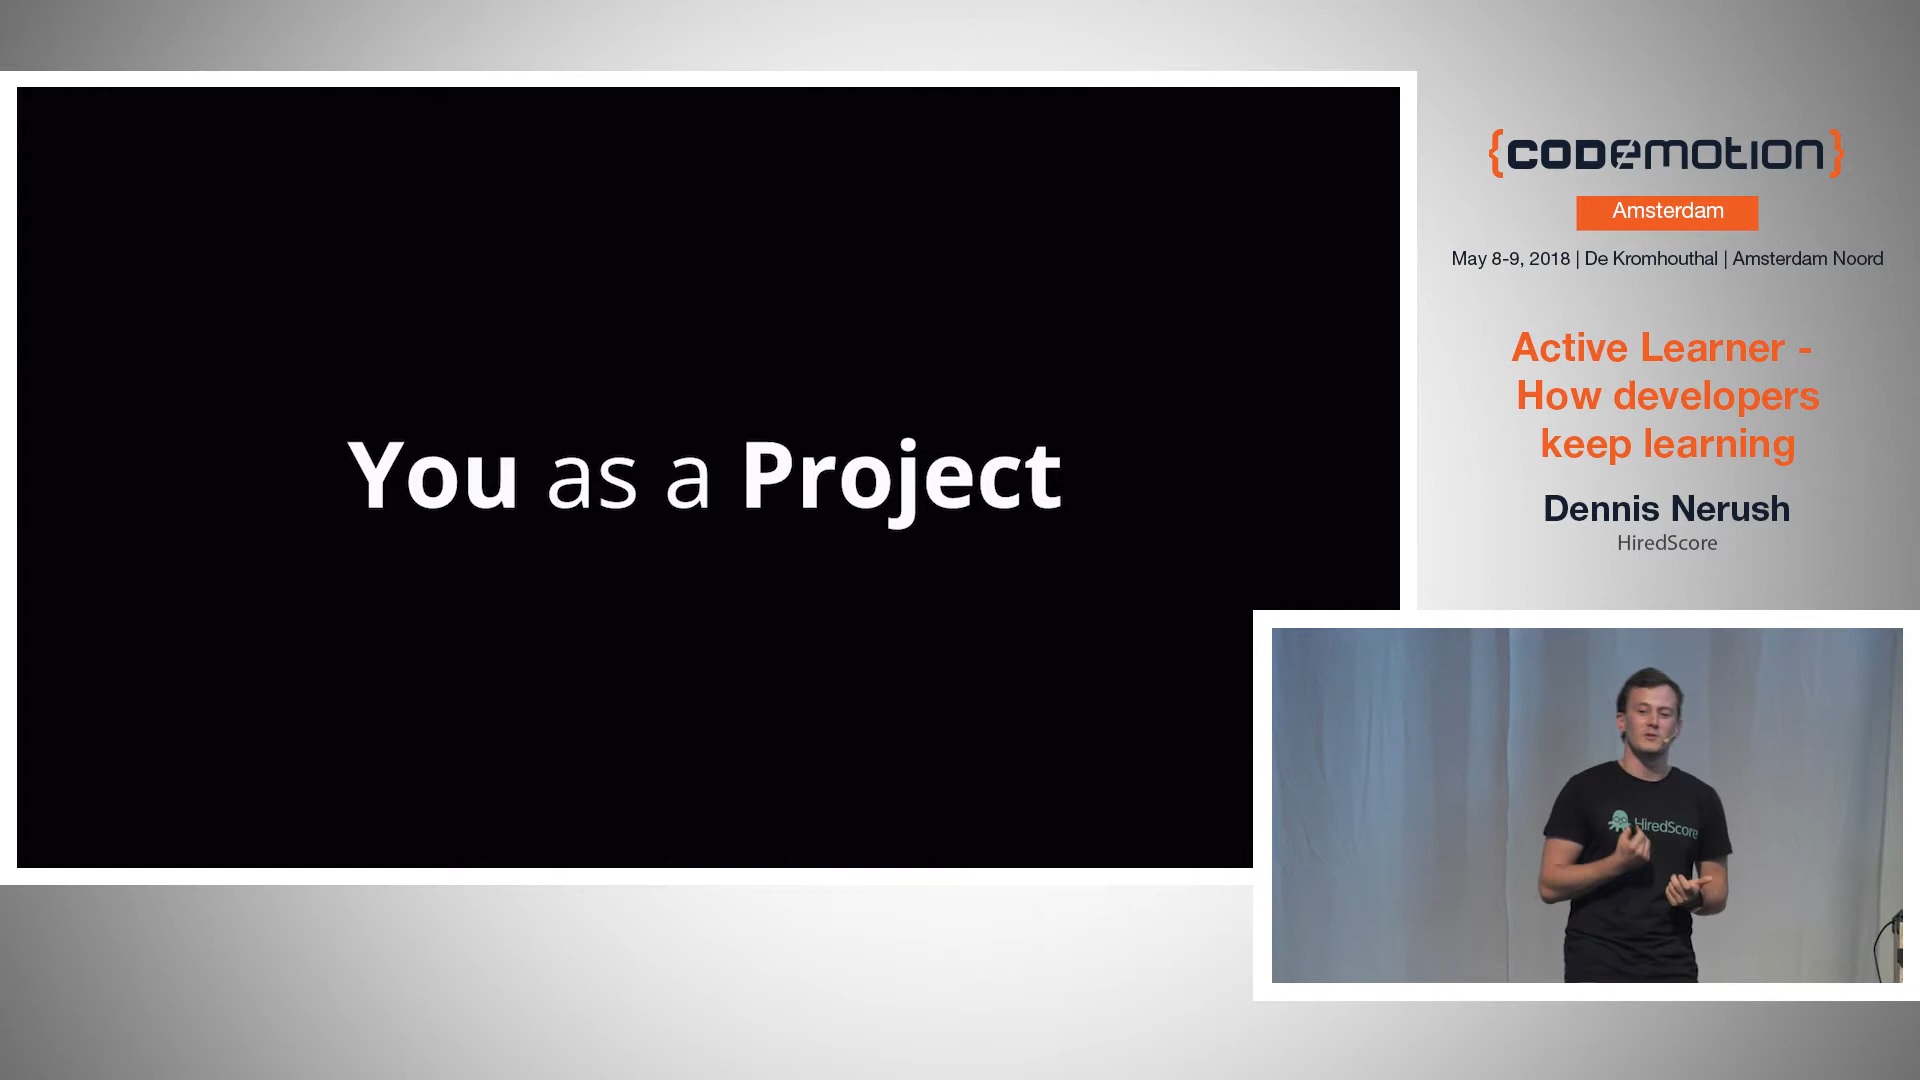 You as a Project
{CODEMOTION}
Amsterdam
May 8-9, 2018 | De Kromhouthal | Amsterdam Noord
Active Learner -
How developers
keep learning
Dennis Nerush
HiredScore
HiredScore